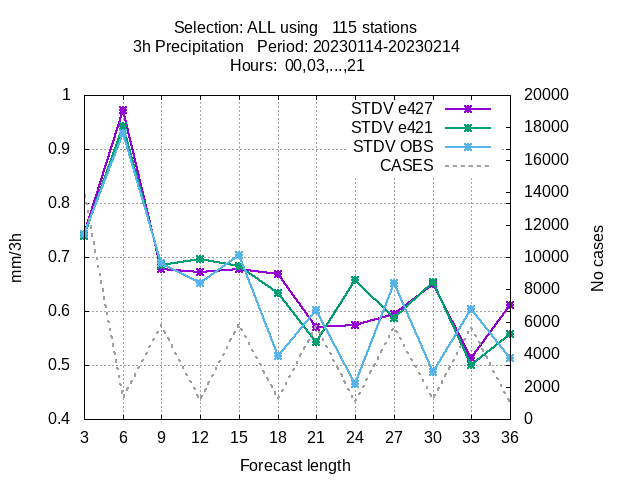 Selection: ALL using   115 stations
3h Precipitation   Period: 20230114-20230214
Hours:  00,03,...,21
1
0.9
0.8
0.7
0.6
0.5
0.4
mm/3h
STDV e427
STDV e421
STDV OBS
CASES
20000
18000
16000
14000
12000
10000
8000
6000
4000
2000
0
No cases
3 6 9 12 15 18 21 24 27 30 33 36
Forecast length